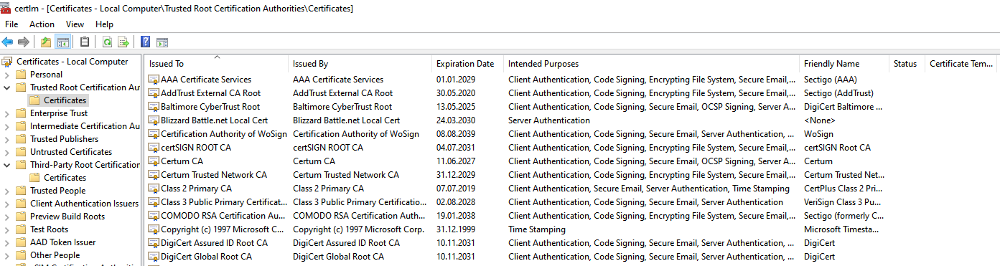 certlm - [Certificates - Local Computer\Trusted Root Certification Authorities\Certificates]
File Action View Help
Certificates - Local Computer
Personal
Trusted Root Certification Au
Certificates
Enterprise Trust
Intermediate Certification Au
Trusted Publishers
Untrusted Certificates
Third-Party Root Certification
Certificates
Trusted People
Client Authentication Issuers
Preview Build Roots
Test Roots
AAD Token Issuer
Other People
Issued To Issued By Expiration Date Intended Purposes Friendly Name Status Certificate Tem...
AAA Certificate Services AAA Certificate Services 01.01.2029 Client Authentication, Code Signing, Encrypting File System, Secure Email,... Sectigo (AAA)
AddTrust External CA Root AddTrust External CA Root 30.05.2020 Client Authentication, Code Signing, Encrypting File System, Secure Email,... Sectigo (AddTrust)
Baltimore CyberTrust Root Baltimore CyberTrust Root 13.05.2025 Client Authentication, Code Signing, Secure Email, OCSP Signing, Server A... DigiCert Baltimore ...
Blizzard Battle.net Local Cert Blizzard Battle.net Local Cert 24.03.2030 Server Authentication <None>
Certification Authority of WoSign Certification Authority of WoSign 08.08.2039 Client Authentication, Code Signing, Secure Email, Server Authentication, ... WoSign
certSIGN ROOT CA certSIGN ROOT CA 04.07.2031 Client Authentication, Code Signing, Encrypting File System, Secure Email,... certSIGN Root CA
Certum CA Certum CA 11.06.2027 Client Authentication, Code Signing, Secure Email, OCSP Signing, Server A... Certum
Certum Trusted Network CA Certum Trusted Network CA 31.12.2029 Client Authentication, Code Signing, Encrypting File System, Secure Email,... Certum Trusted Net...
Class 2 Primary CA Class 2 Primary CA 07.07.2019 Client Authentication, Secure Email, Server Authentication, Time Stamping CertPlus Class 2 Pri...
Class 3 Public Primary Certificat... Class 3 Public Primary Certificatio... 02.08.2028 Client Authentication, Code Signing, Secure Email, Server Authentication VeriSign Class 3 Pu...
COMODO RSA Certification Au... COMODO RSA Certification Auth... 19.01.2038 Client Authentication, Code Signing, Encrypting File System, Secure Email,... Sectigo (formerly C...
Copyright (c) 1997 Microsoft C... Copyright (c) 1997 Microsoft Corp. 31.12.1999 Time Stamping Microsoft Timesta...
DigiCert Assured ID Root CA DigiCert Assured ID Root CA 10.11.2031 Client Authentication, Code Signing, Secure Email, Server Authentication, ... DigiCert
DigiCert Global Root CA DigiCert Global Root CA 10.11.2031 Client Authentication, Code Signing, Secure Email, Server Authentication, ... DigiCert